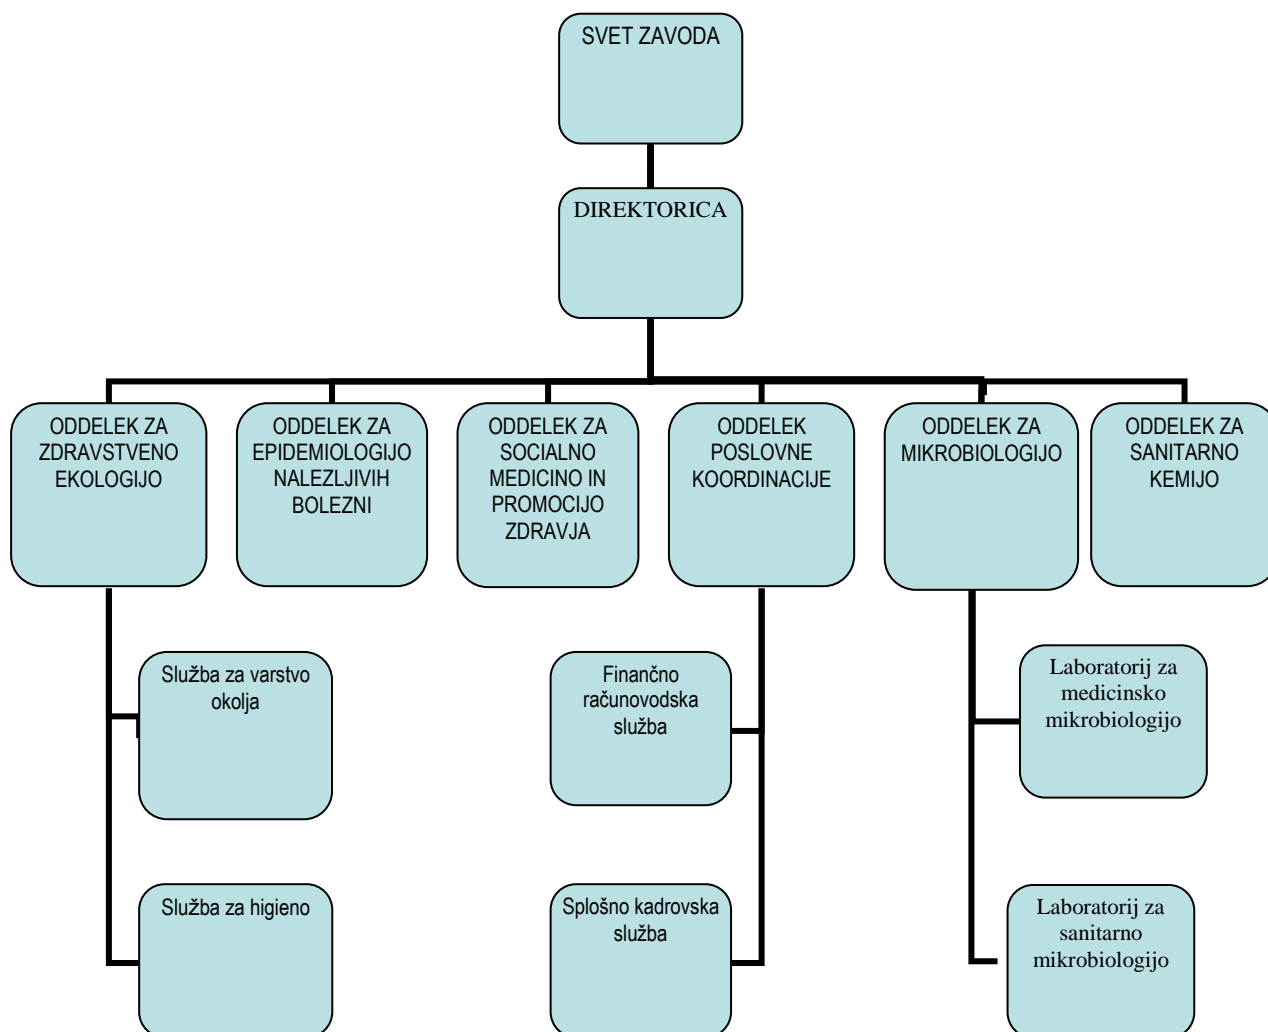 SVET ZAVODA
DIREKTORICA
ODDELEK ZA
ZDRAVSTVENO
EKOLOGIJO
ODDELEK ZA
EPIDEMIOLOGIJO
NALEZLJIVIH
BOLEZNI
ODDELEK ZA
SOCIALNO
MEDICINO IN
PROMOCIJO
ZDRAVJA
ODDELEK
POSLOVNE
KOORDINACIJE
ODDELEK ZA
MIKROBIOLOGIJO
ODDELEK ZA
SANITARNO
KEMIJO
Služba za varstvo
okolja
Finančno
računovodska
služba
Laboratorij za
medicinsko
mikrobiologijo
Služba za higieno
Splošno kadrovska
služba
Laboratorij za
sanitarno
mikrobiologijo